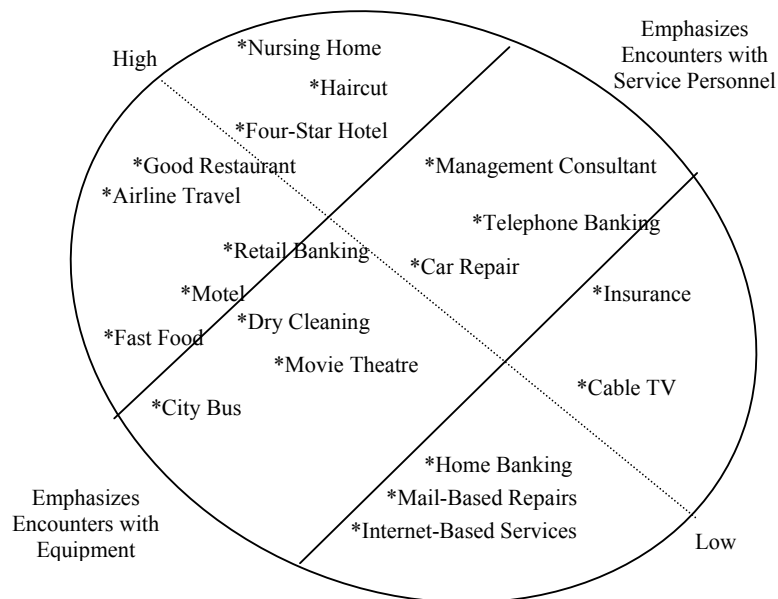 Emphasizes
Encounters with
Service Personnel
High
*Nursing Home
*Haircut
*Four-Star Hotel
*Good Restaurant
*Management Consultant
*Airline Travel
*Telephone Banking
*Retail Banking
*Car Repair
*Motel
*Insurance
*Dry Cleaning
*Fast Food
*Movie Theatre
*Cable TV
*City Bus
*Home Banking
*Mail-Based Repairs
*Internet-Based Services
Emphasizes
Encounters with
Equipment
Low